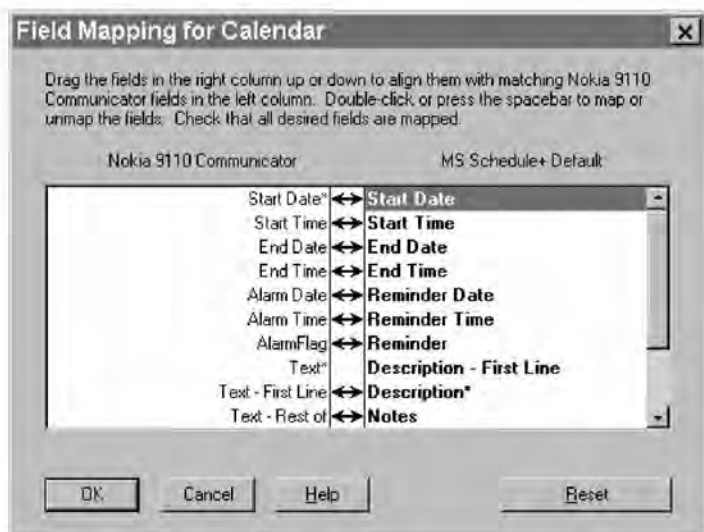 Field Mapping for Calendar
Drag the fields in the right column up or down to align them with matching Nokia 9110
Communicator fields in the left column. Double-click or press the spacebar to map or
unmap the fields. Check that all desired fields are mapped.
Nokia 9110 Communicator MS Schedule+ Default
Start Date* ↔ Start Date
Start Time ↔ Start Time
End Date ↔ End Date
End Time ↔ End Time
Alarm Date ↔ Reminder Date
Alarm Time ↔ Reminder Time
AlarmFlag ↔ Reminder
Text* Description - First Line
Text - First Line ↔ Description*
Text - Rest of ↔ Notes
OK Cancel Help Reset